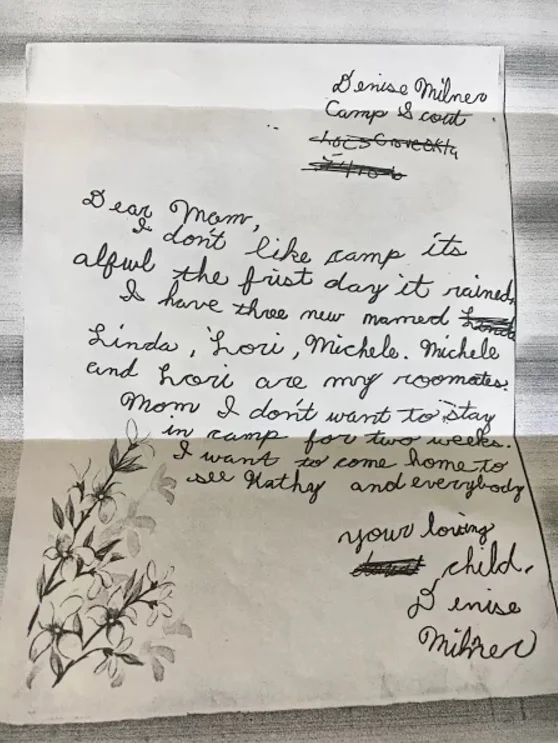 Denise Milner
Camp Scout
Dear Mom,
I don't like camp its
alfwl the frist day it rained.
I have three new named
Linda, Lori, Michele. Michele
and Lori are my roomates.
Mom I don't want to stay
in camp for two weeks.
I want to come home to
see Kathy and everybody
your loving
child,
Denise
Milner